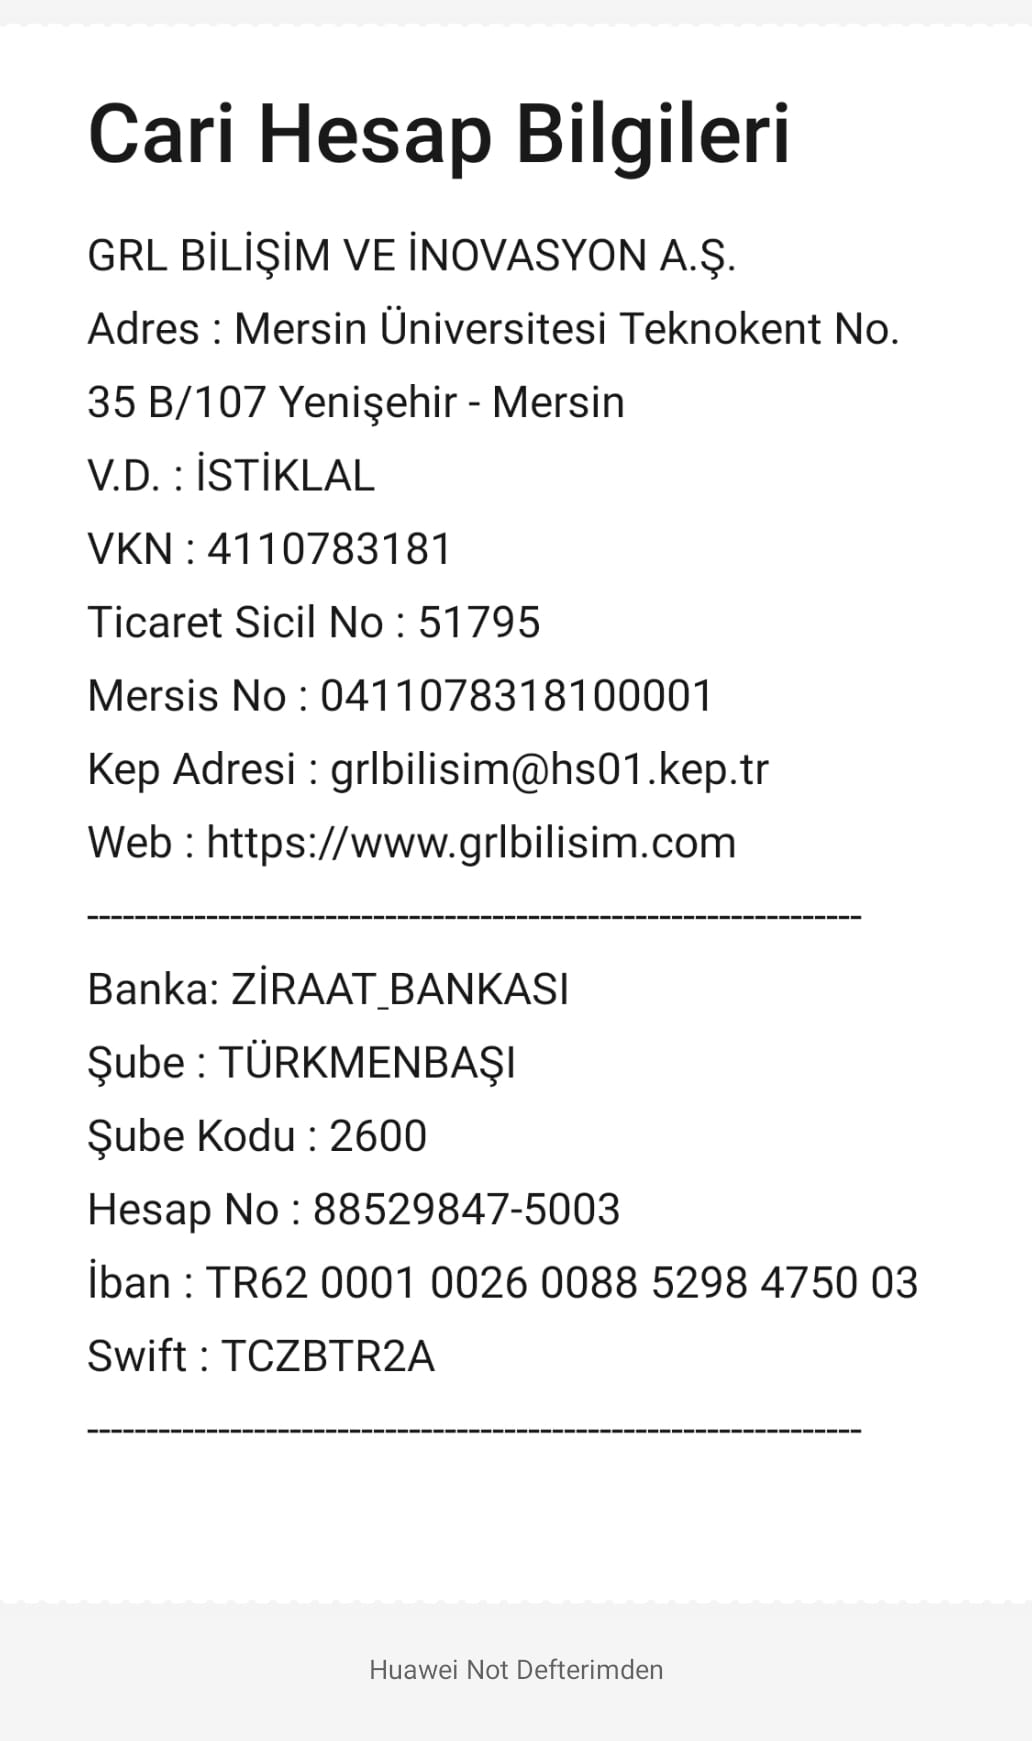 Cari Hesap Bilgileri
GRL BİLİŞİM VE İNOVASYON A.Ş.
Adres : Mersin Üniversitesi Teknokent No.
35 B/107 Yenişehir - Mersin
V.D. : İSTİKLAL
VKN : 4110783181
Ticaret Sicil No : 51795
Mersis No : 0411078318100001
Kep Adresi : grlbilisim@hs01.kep.tr
Web : https://www.grlbilisim.com
-----------------------------------------------------------------
Banka: ZİRAAT_BANKASI
Şube : TÜRKMENBAŞI
Şube Kodu : 2600
Hesap No : 88529847-5003
İban : TR62 0001 0026 0088 5298 4750 03
Swift : TCZBTR2A
-----------------------------------------------------------------
Huawei Not Defterimden